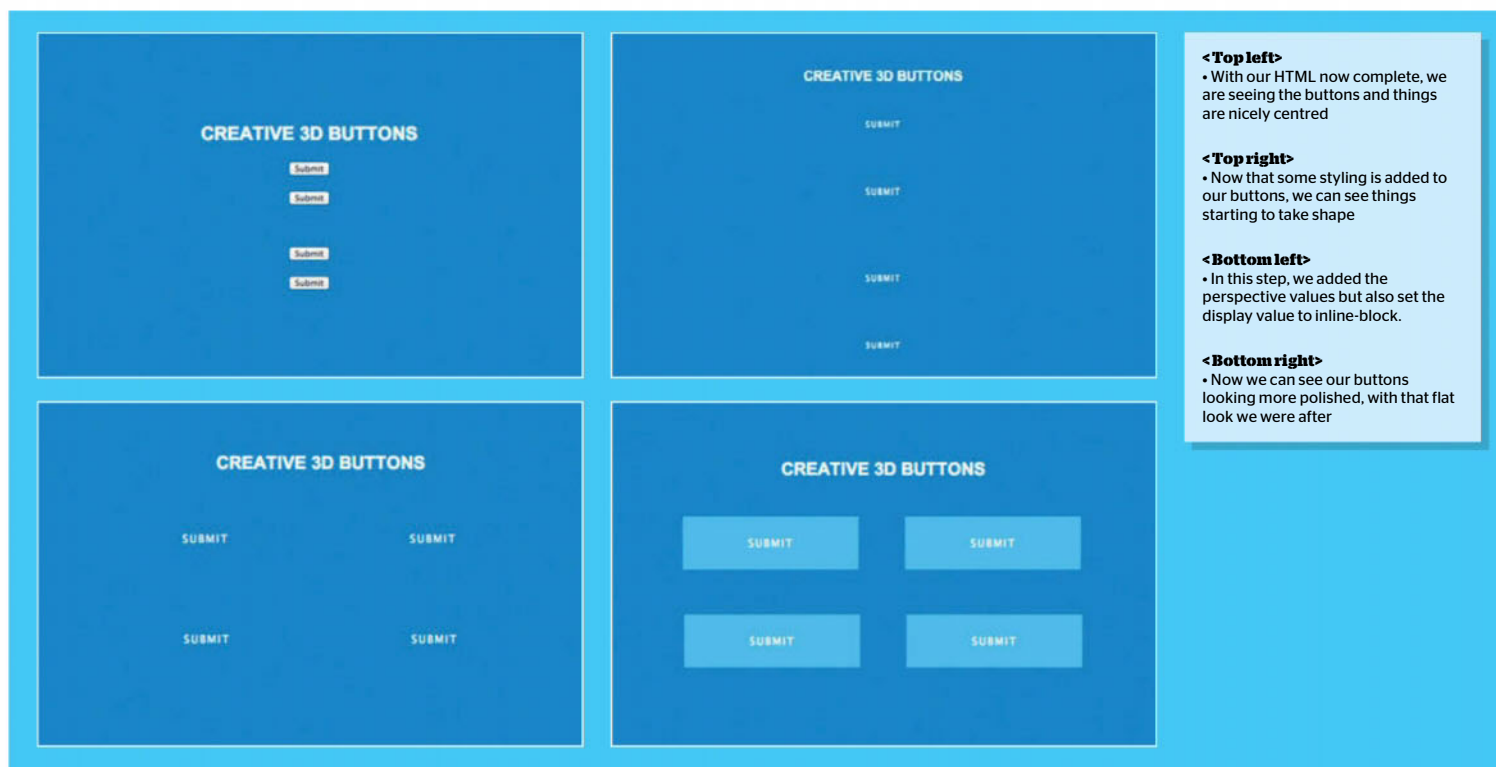 CREATIVE 3D BUTTONS
Submit
Submit
Submit
Submit
CREATIVE 3D BUTTONS
SUBMIT
SUBMIT
SUBMIT
SUBMIT
CREATIVE 3D BUTTONS
SUBMIT SUBMIT
SUBMIT SUBMIT
CREATIVE 3D BUTTONS
SUBMIT SUBMIT
SUBMIT SUBMIT
<Top left>
• With our HTML now complete, we
are seeing the buttons and things
are nicely centred
<Top right>
• Now that some styling is added to
our buttons, we can see things
starting to take shape
<Bottom left>
• In this step, we added the
perspective values but also set the
display value to inline-block.
<Bottom right>
• Now we can see our buttons
looking more polished, with that flat
look we were after